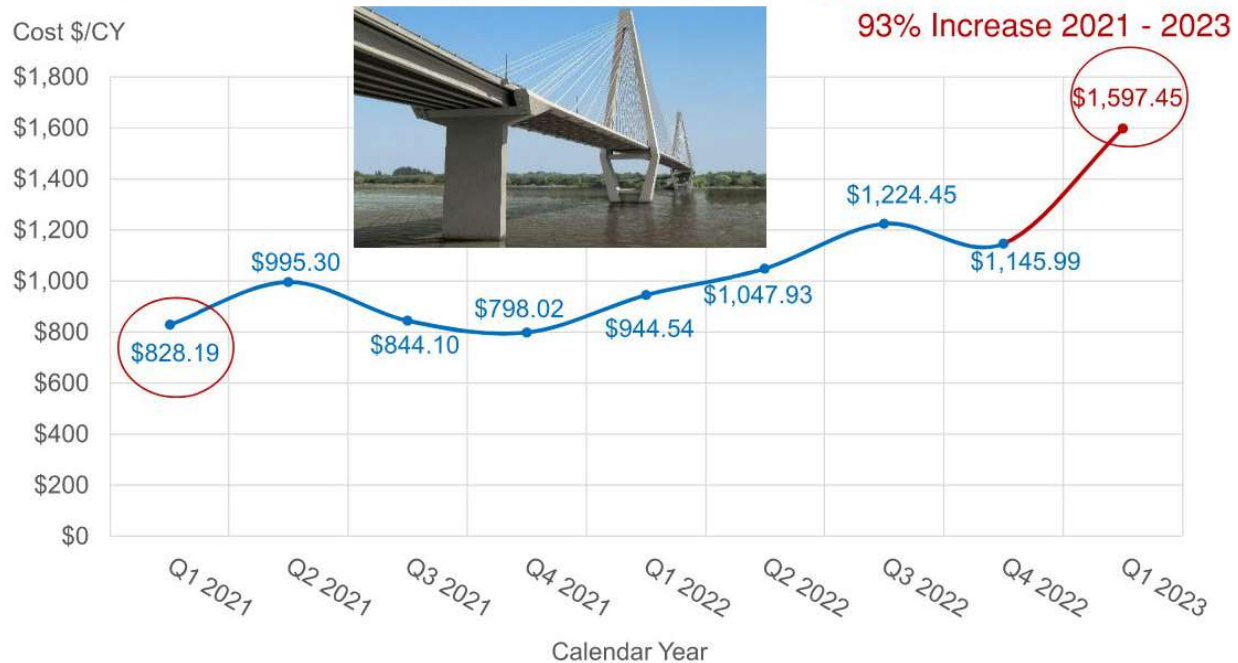 Cost $/CY
93% Increase 2021 - 2023
$1,800
$1,600
$1,400
$1,200
$1,000
$800
$600
$400
$200
$0
$828.19
$995.30
$844.10
$798.02
$944.54
$1,047.93
$1,224.45
$1,145.99
$1,597.45
Q1 2021
Q2 2021
Q3 2021
Q4 2021
Q1 2022
Q2 2022
Q3 2022
Q4 2022
Q1 2023
Calendar Year